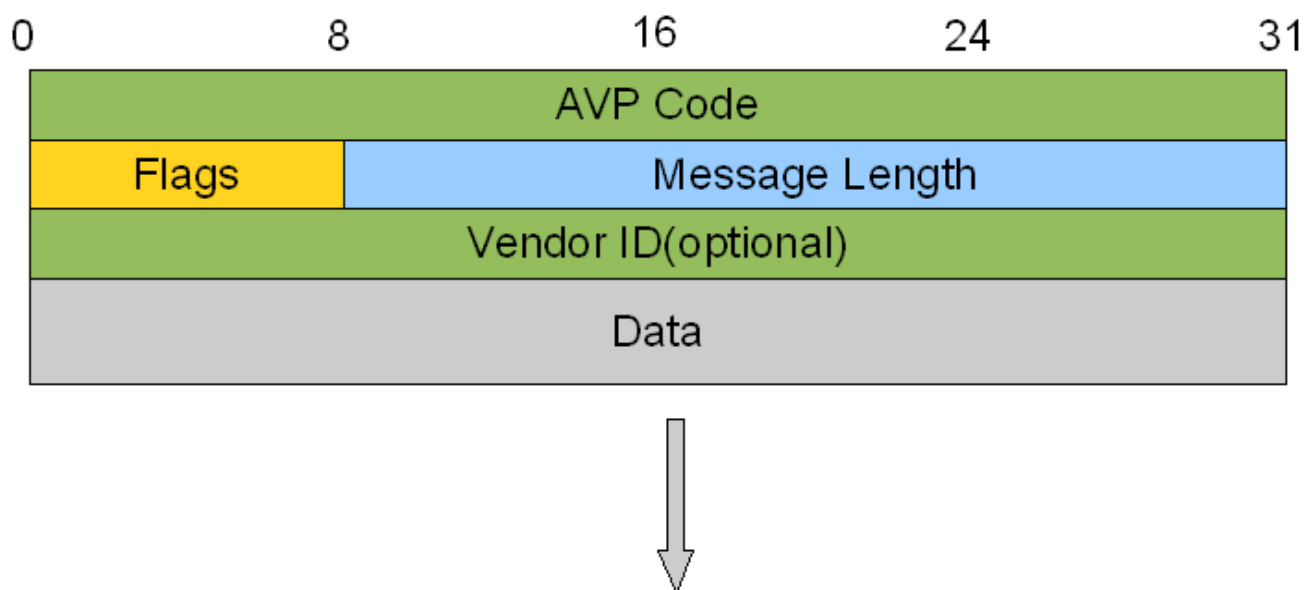 0 8 16 24 31
AVP Code
Flags Message Length
Vendor ID(optional)
Data